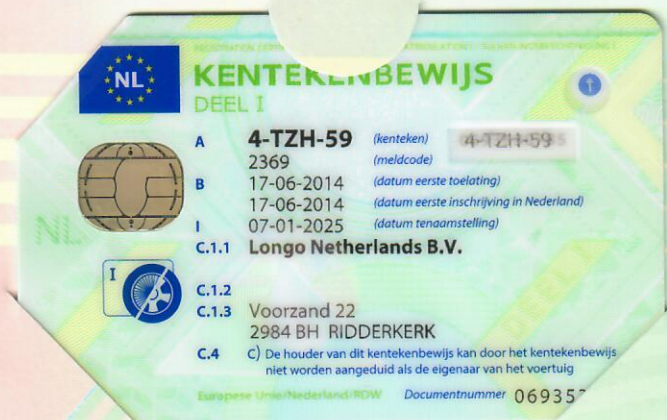 NL
KENTEKENBEWIJS
DEEL I
A 4-TZH-59 (kenteken) 4-TZH-59
2369 (meldcode)
B 17-06-2014 (datum eerste toelating)
17-06-2014 (datum eerste inschrijving in Nederland)
I 07-01-2025 (datum tenaamstelling)
C.1.1 Longo Netherlands B.V.
NL
I
C.1.2
C.1.3 Voorzand 22
2984 BH RIDDERKERK
C.4 C) De houder van dit kentekenbewijs kan door het kentekenbewijs
niet worden aangeduid als de eigenaar van het voertuig
Europese Unie/Nederland/RDW Documentnummer 06935